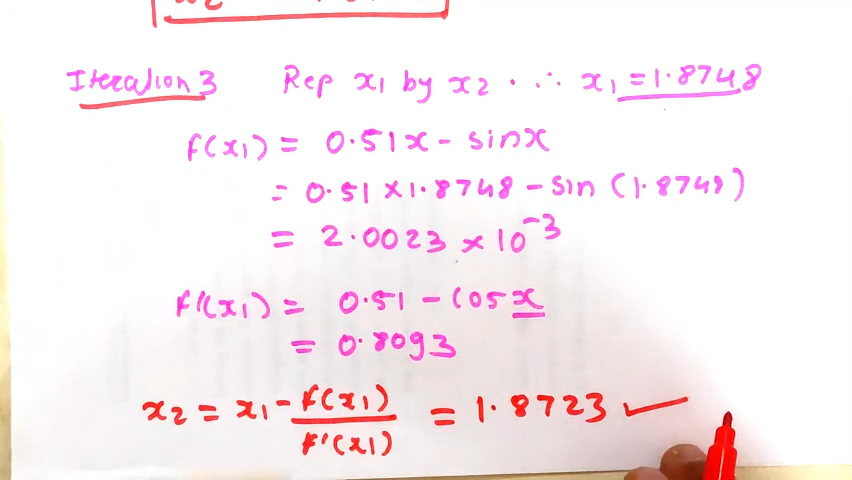 Iteration 3 Rep x₁ by x₂ . ∴ x₁ = 1.8748
f(x₁) = 0.51x - sinx
= 0.51 × 1.8748 - sin (1.8748)
= 2.0023 × 10⁻³
f'(x₁) = 0.51 - cosx
= 0.8093
x₂ = x₁ - f(x₁) / f'(x₁) = 1.8723 ✓